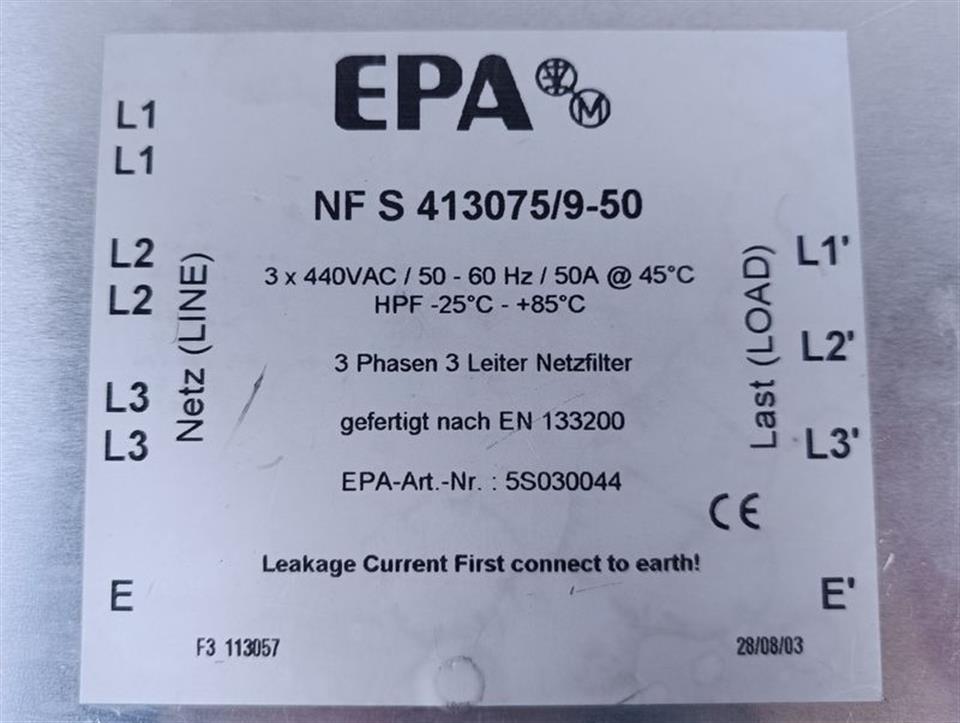 EPA
M
NF S 413075/9-50
3 x 440VAC / 50 - 60 Hz / 50A @ 45°C
HPF -25°C - +85°C
3 Phasen 3 Leiter Netzfilter
gefertigt nach EN 133200
EPA-Art.-Nr. : 5S030044
CE
Leakage Current First connect to earth!
L1
L1
L2
L2
L3
L3
E
Netz (LINE)
Last (LOAD)
L1'
L2'
L3'
E'
F3_113057
28/08/03